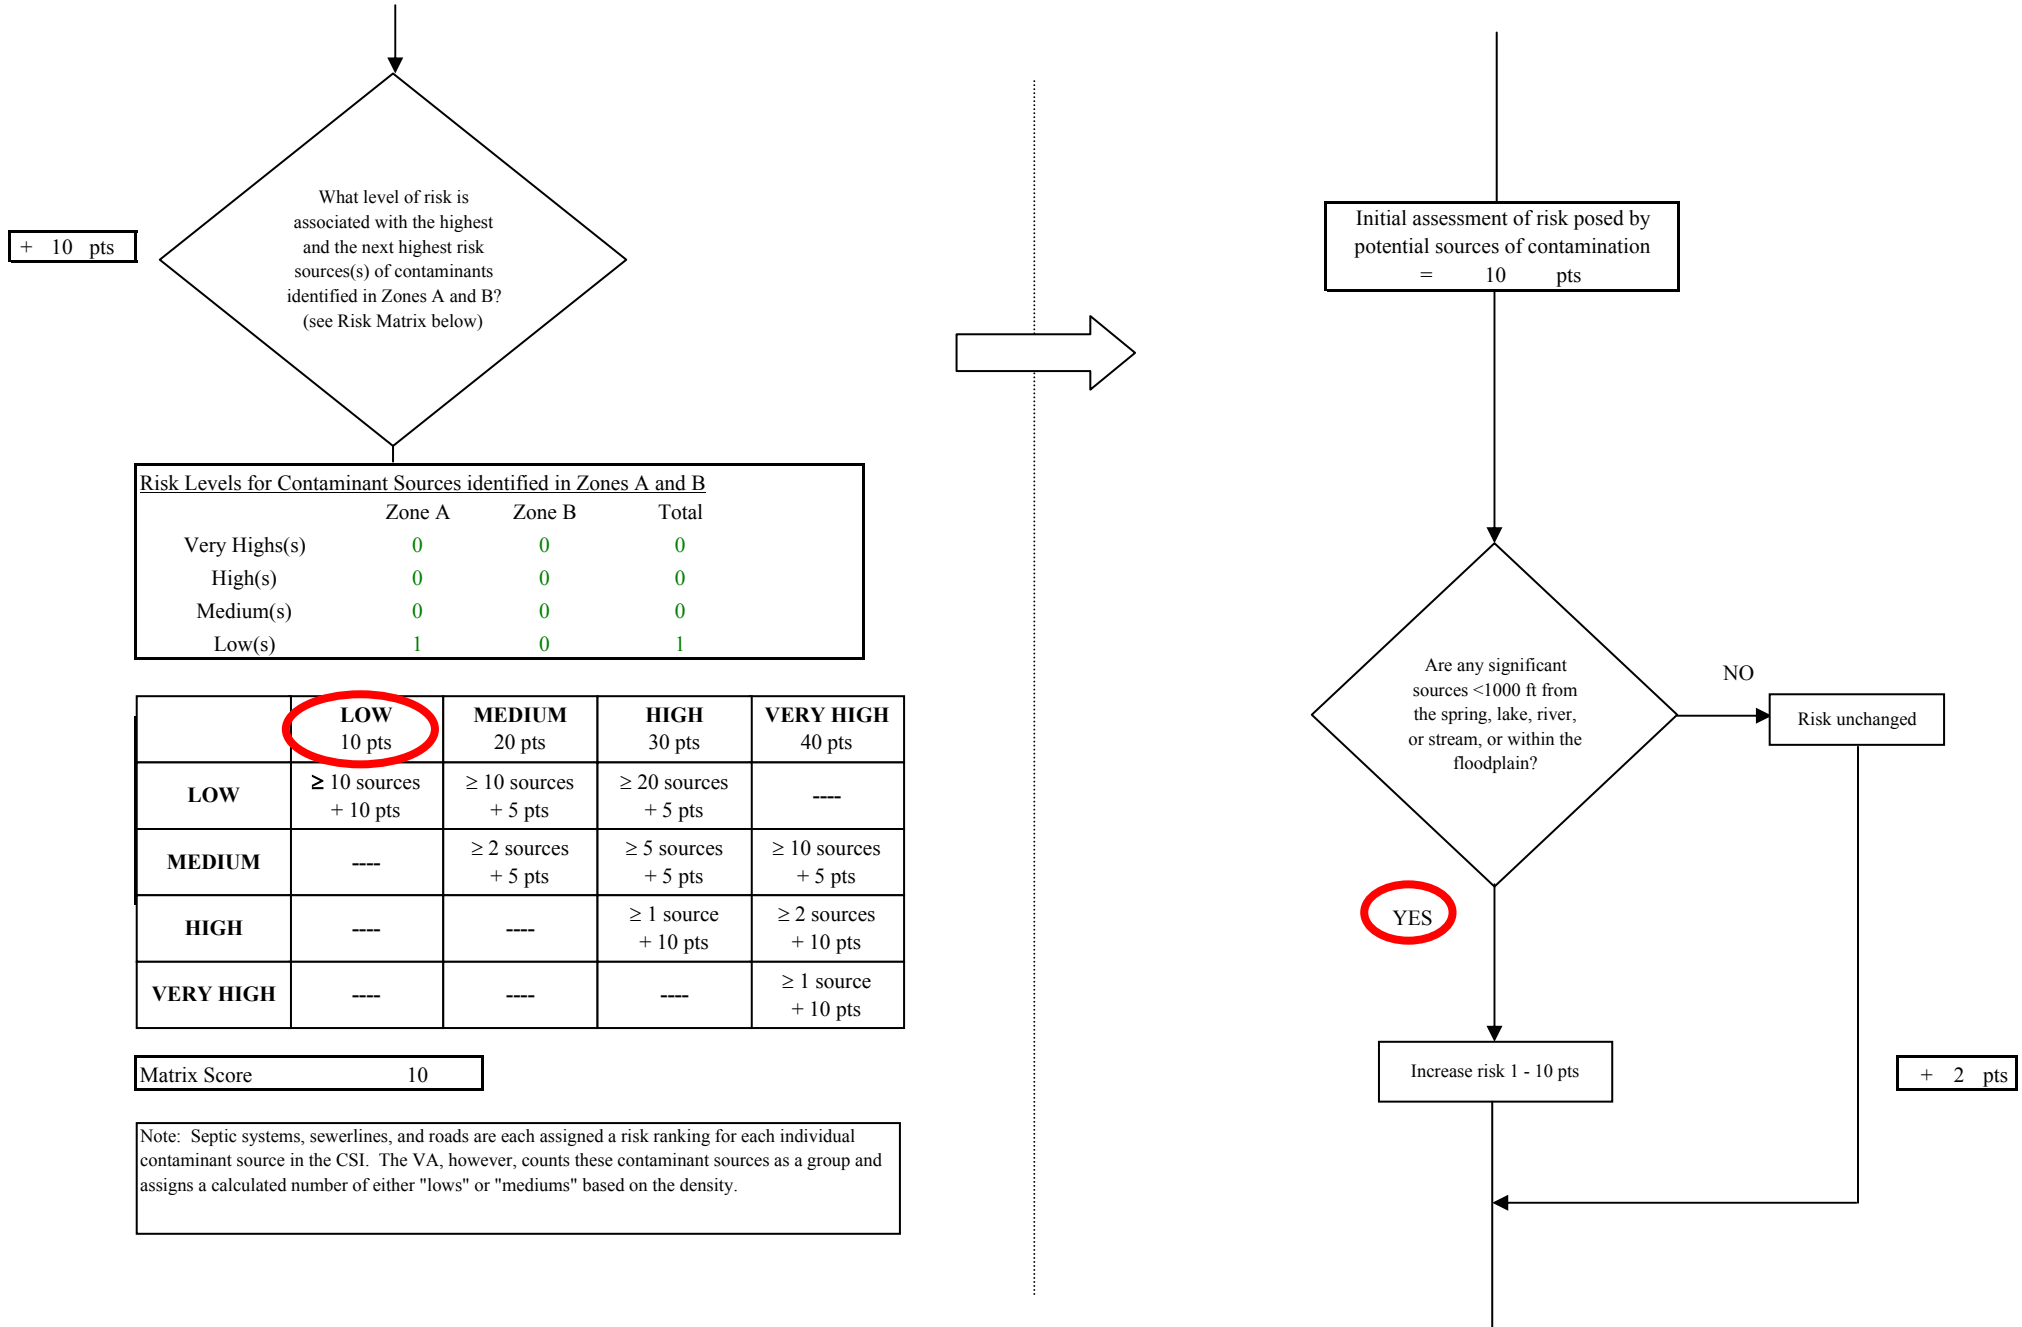 What level of risk is
associated with the highest
and the next highest risk
sources(s) of contaminants
identified in Zones A and B?
(see Risk Matrix below)
+ 10 pts
Risk Levels for Contaminant Sources identified in Zones A and B
Zone A Zone B Total
Very Highs(s) 0 0 0
High(s) 0 0 0
Medium(s) 0 0 0
Low(s) 1 0 1
LOW MEDIUM HIGH VERY HIGH
10 pts 20 pts 30 pts 40 pts
LOW ≥ 10 sources ≥ 10 sources ≥ 20 sources ----
+ 10 pts + 5 pts + 5 pts
MEDIUM ---- ≥ 2 sources ≥ 5 sources ≥ 10 sources
+ 5 pts + 5 pts + 5 pts
HIGH ---- ---- ≥ 1 source ≥ 2 sources
+ 10 pts + 10 pts
VERY HIGH ---- ---- ---- ≥ 1 source
+ 10 pts
Matrix Score 10
Note: Septic systems, sewerlines, and roads are each assigned a risk ranking for each individual
contaminant source in the CSI. The VA, however, counts these contaminant sources as a group and
assigns a calculated number of either "lows" or "mediums" based on the density.
Initial assessment of risk posed by
potential sources of contamination
= 10 pts
Are any significant
sources <1000 ft from
the spring, lake, river,
or stream, or within the
floodplain?
NO
Risk unchanged
YES
Increase risk 1 - 10 pts
+ 2 pts